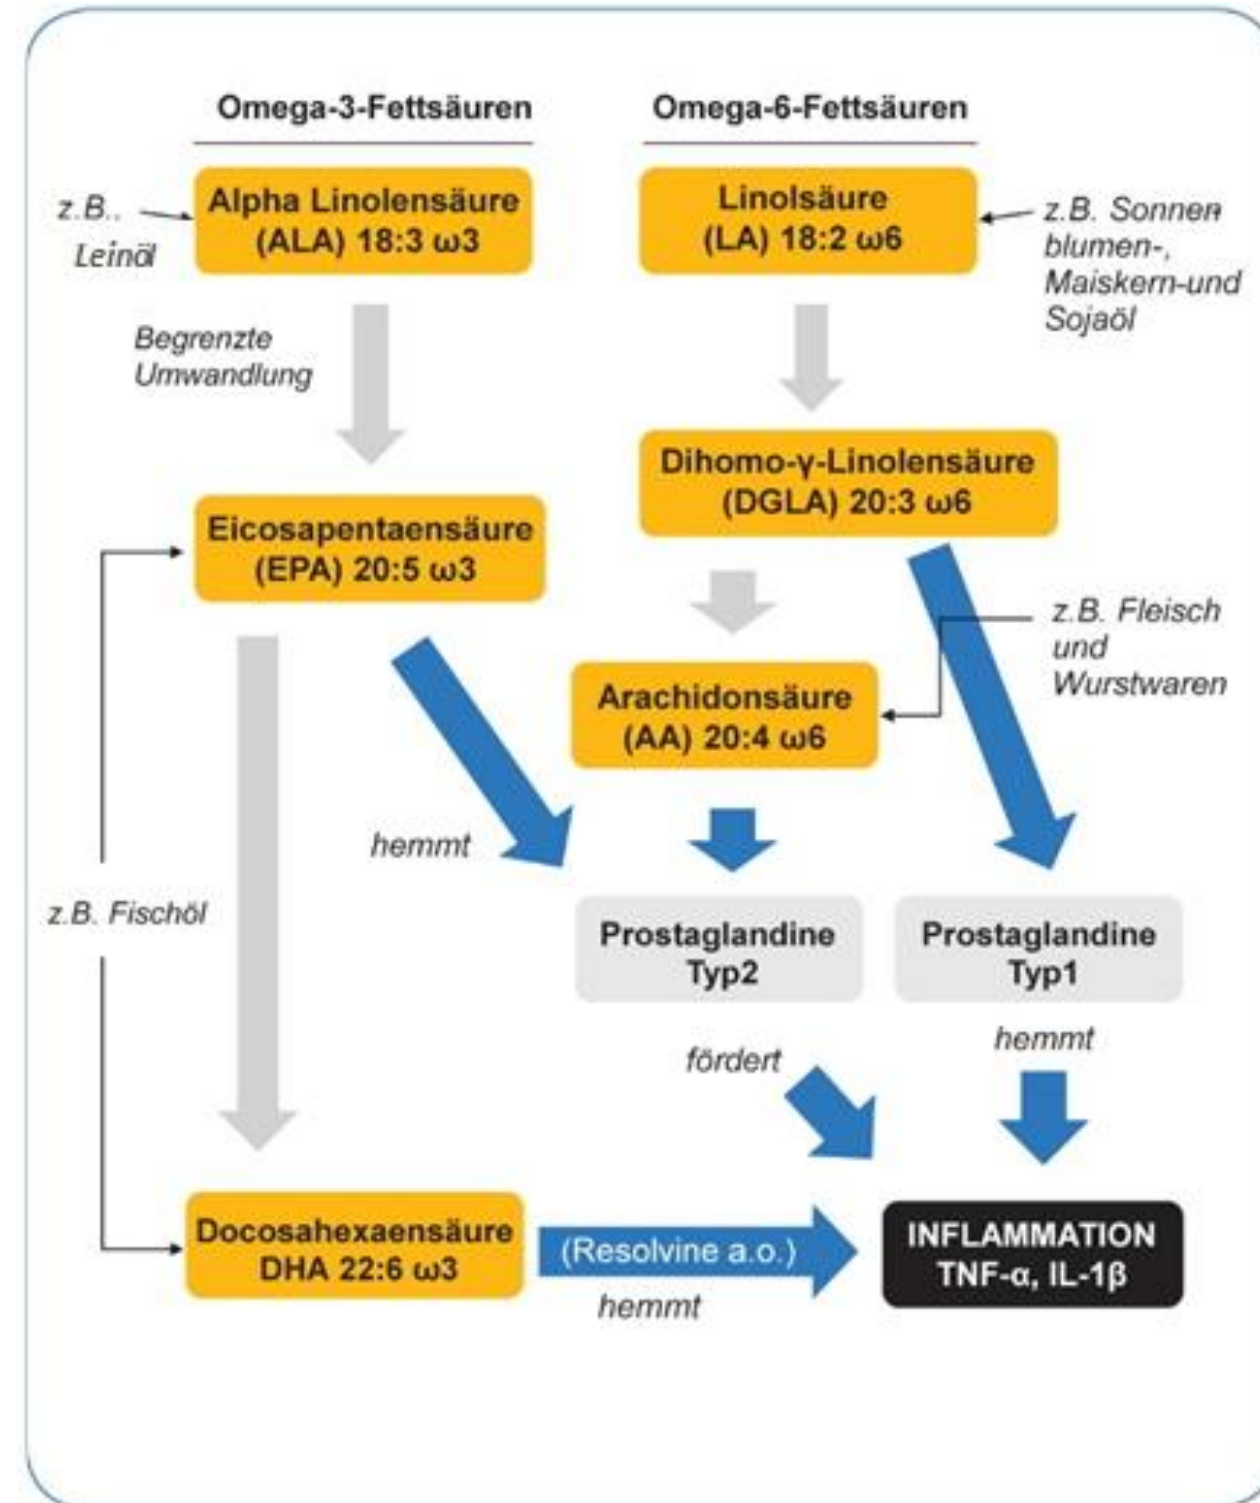 Omega-3-Fettsäuren
Omega-6-Fettsäuren
z.B..
Leinöl
Alpha Linolensäure
(ALA) 18:3 ω3
Linolsäure
(LA) 18:2 ω6
z.B. Sonnen-
blumen-,
Maiskern-und
Sojaöl
Begrenzte
Umwandlung
Dihomo-γ-Linolensäure
(DGLA) 20:3 ω6
Eicosapentaensäure
(EPA) 20:5 ω3
z.B. Fleisch
und
Wurstwaren
Arachidonsäure
(AA) 20:4 ω6
hemmt
z.B. Fischöl
Prostaglandine
Typ2
Prostaglandine
Typ1
fördert
hemmt
Docosahexaensäure
DHA 22:6 ω3
(Resolvine a.o.)
hemmt
INFLAMMATION
TNF-α, IL-1β